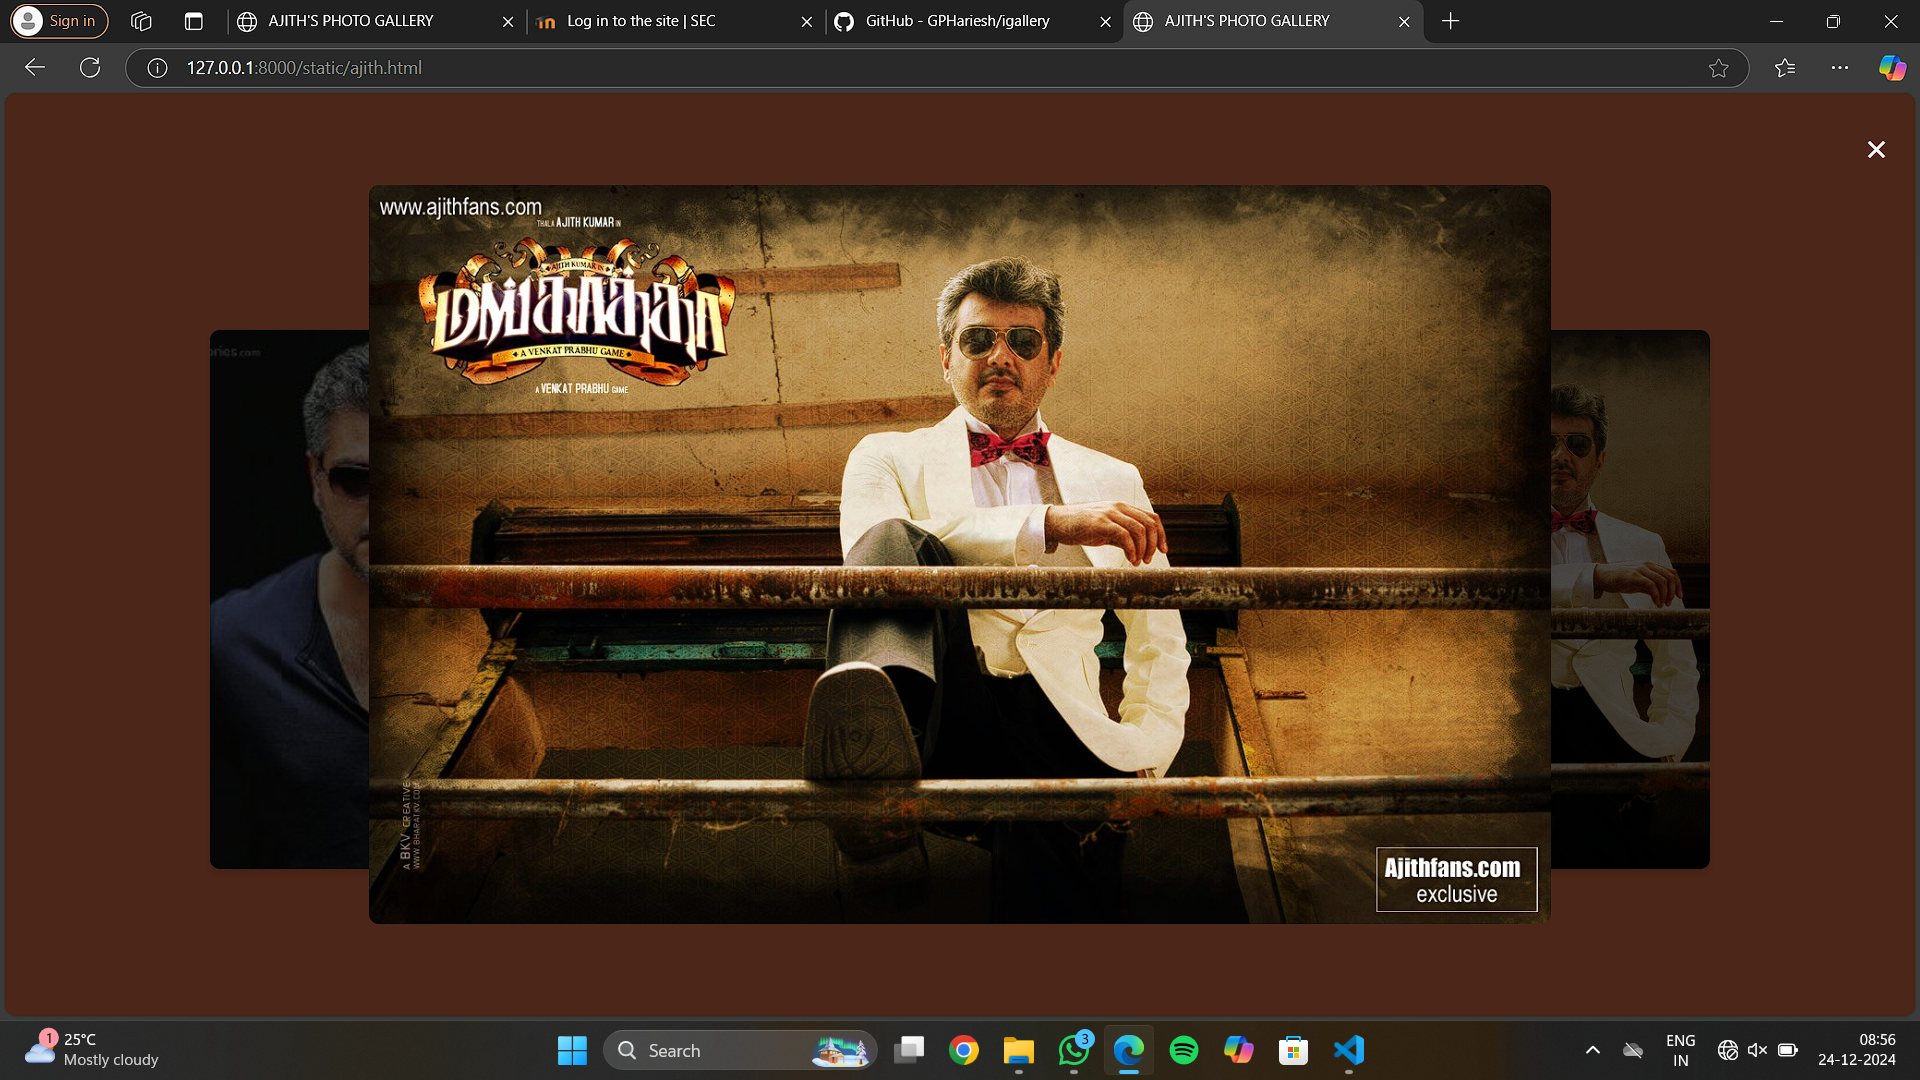 Sign in
AJITH'S PHOTO GALLERY
Log in to the site | SEC
GitHub - GPHariesh/igallery
AJITH'S PHOTO GALLERY
127.0.0.1:8000/static/ajith.html
www.ajithfans.com
THALA AJITH KUMAR IN
AJITH KUMAR IN
மங்காத்தா
A VENKAT PRABHU GAME
A VENKAT PRABHU GAME
A BKV CREATIVE
WWW.BHARATKV.COM
Ajithfans.com
exclusive
1
25°C
Mostly cloudy
Search
3
ENG
IN
08:56
24-12-2024